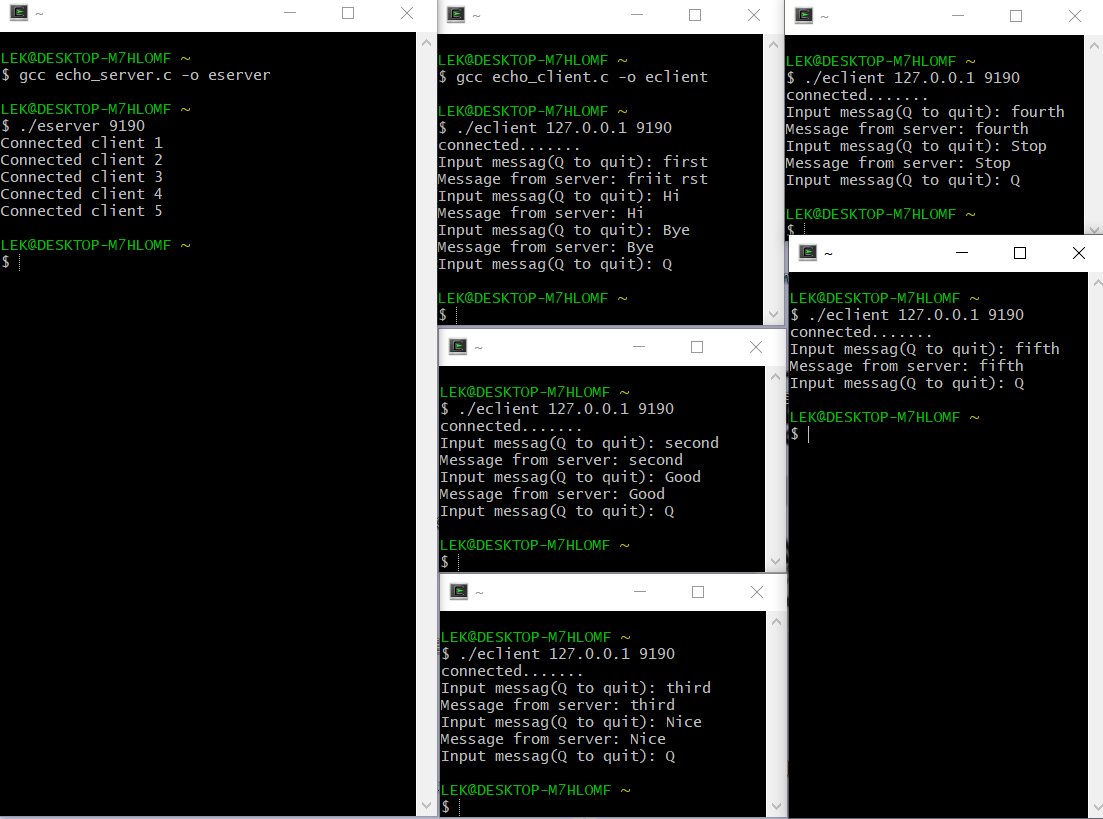 ~
LEK@DESKTOP-M7HLOMF ~
$ gcc echo_server.c -o eserver
LEK@DESKTOP-M7HLOMF ~
$ ./eserver 9190
Connected client 1
Connected client 2
Connected client 3
Connected client 4
Connected client 5
LEK@DESKTOP-M7HLOMF ~
$
~
LEK@DESKTOP-M7HLOMF ~
$ gcc echo_client.c -o eclient
LEK@DESKTOP-M7HLOMF ~
$ ./eclient 127.0.0.1 9190
connected.......
Input messag(Q to quit): first
Message from server: friit rst
Input messag(Q to quit): Hi
Message from server: Hi
Input messag(Q to quit): Bye
Message from server: Bye
Input messag(Q to quit): Q
LEK@DESKTOP-M7HLOMF ~
$
~
LEK@DESKTOP-M7HLOMF ~
$ ./eclient 127.0.0.1 9190
connected.......
Input messag(Q to quit): second
Message from server: second
Input messag(Q to quit): Good
Message from server: Good
Input messag(Q to quit): Q
LEK@DESKTOP-M7HLOMF ~
$
~
LEK@DESKTOP-M7HLOMF ~
$ ./eclient 127.0.0.1 9190
connected.......
Input messag(Q to quit): third
Message from server: third
Input messag(Q to quit): Nice
Message from server: Nice
Input messag(Q to quit): Q
LEK@DESKTOP-M7HLOMF ~
$
~
LEK@DESKTOP-M7HLOMF ~
$ ./eclient 127.0.0.1 9190
connected.......
Input messag(Q to quit): fourth
Message from server: fourth
Input messag(Q to quit): Stop
Message from server: Stop
Input messag(Q to quit): Q
LEK@DESKTOP-M7HLOMF ~
$
~
LEK@DESKTOP-M7HLOMF ~
$ ./eclient 127.0.0.1 9190
connected.......
Input messag(Q to quit): fifth
Message from server: fifth
Input messag(Q to quit): Q
LEK@DESKTOP-M7HLOMF ~
$